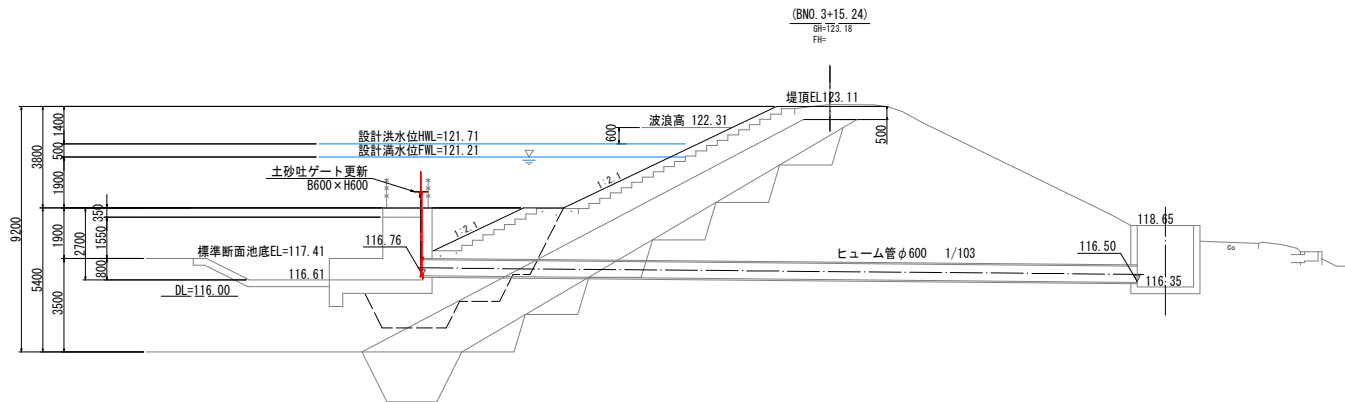 (BNO.3+15.24)
GH=123.18
FH=
堤頂EL123.11
波浪高 122.31
600
500
設計洪水位HWL=121.71
設計満水位FWL=121.21
土砂吐ゲート更新
B600×H600
1:2.1
1:2.1
1400
500
1900
3800
9200
350
1900
1550
2700
800
5400
3500
標準断面池底EL=117.41
116.76
116.61
DL=116.00
ヒューム管φ600 1/103
118.65
116.50
116.35
Co